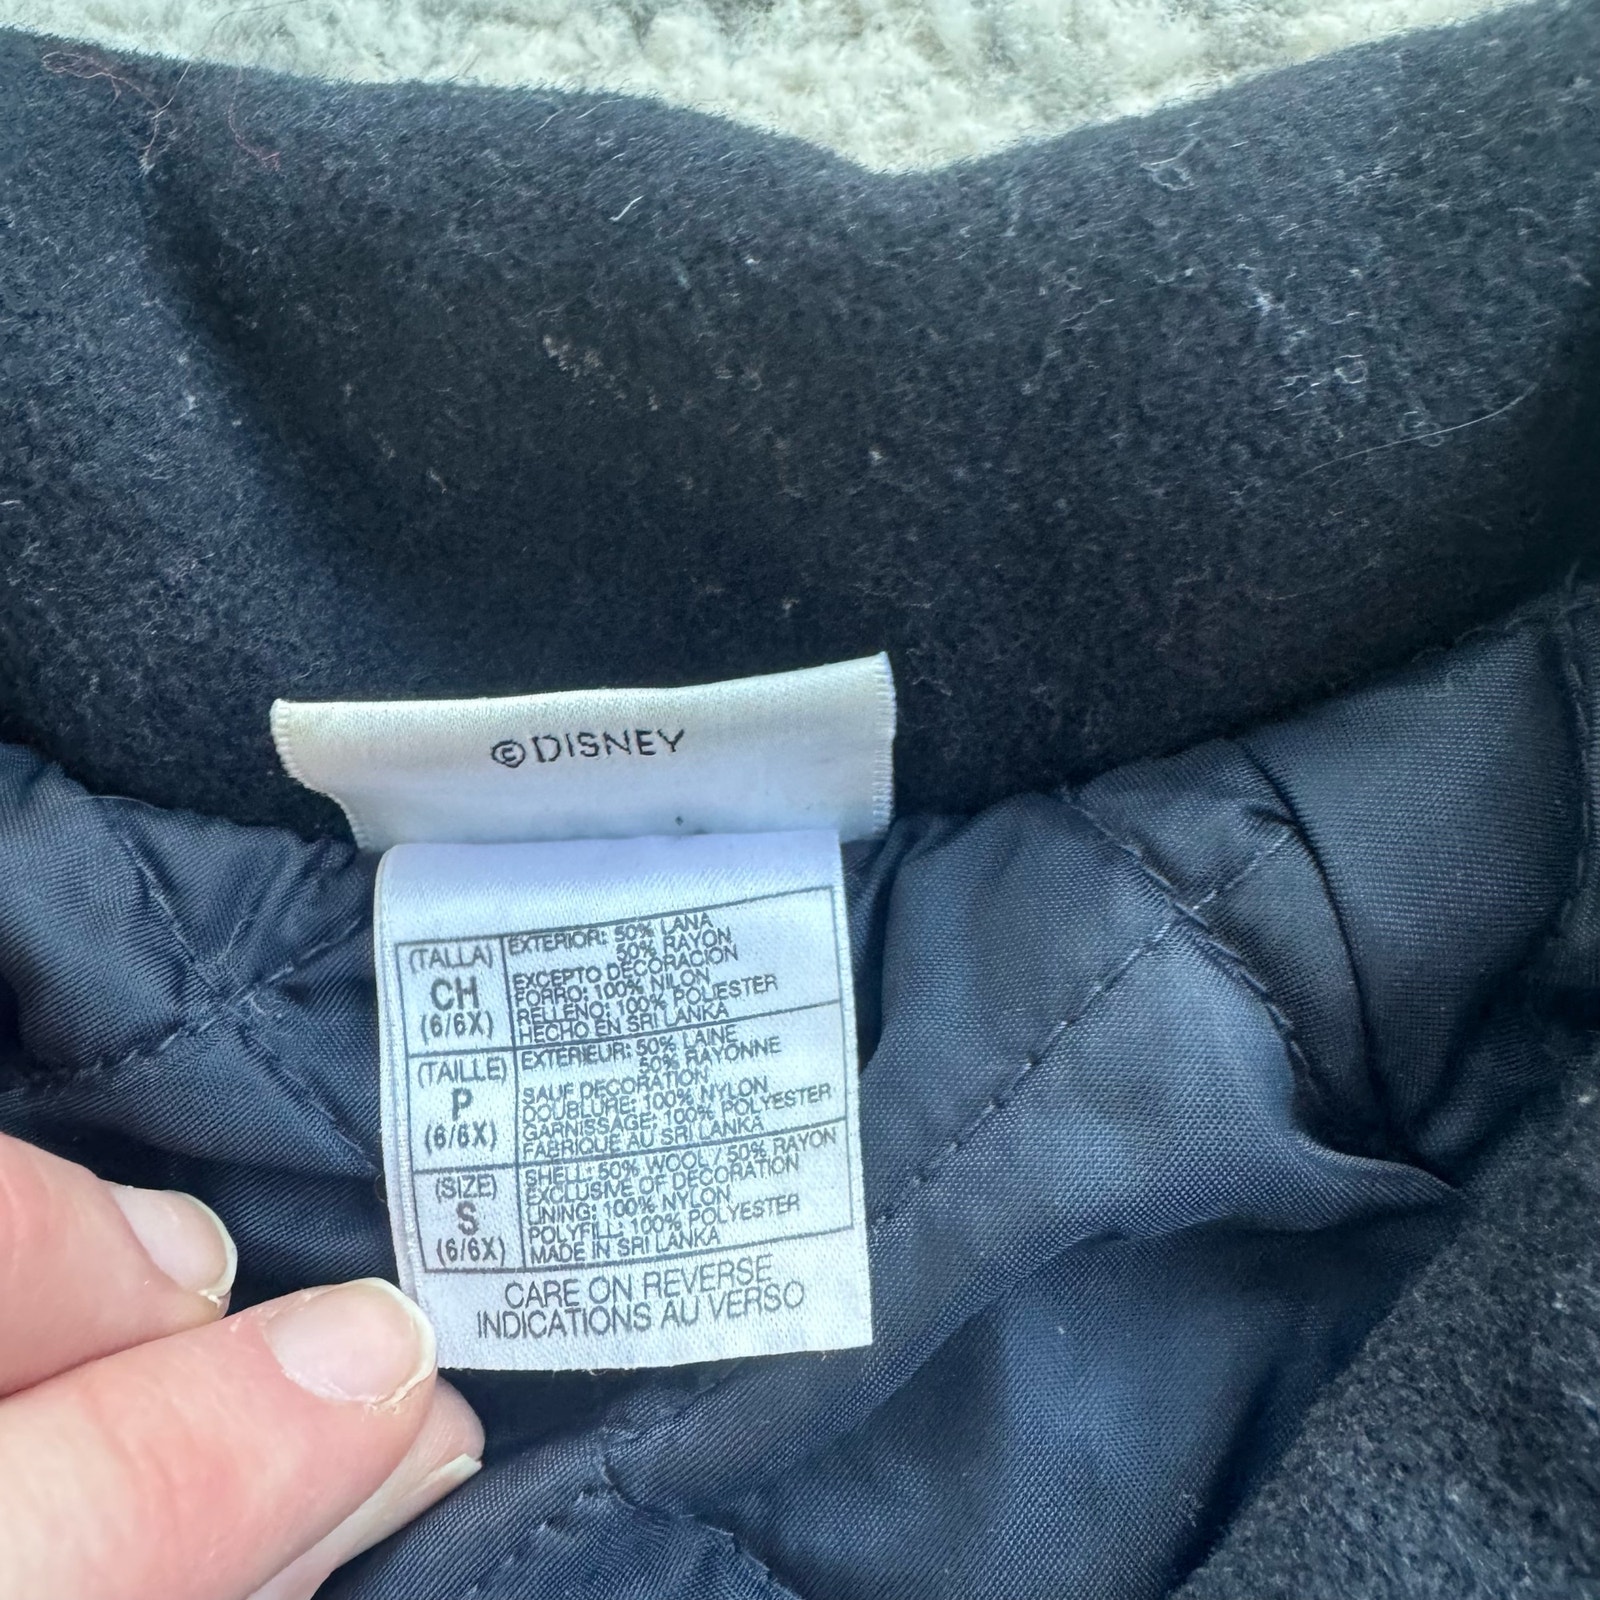 ©DISNEY
(TALLA)
CH
(6/6X)
EXTERIOR: 50% LANA
50% RAYON
EXCEPTO DECORACION
FORRO: 100% NILON
RELLENO: 100% POLIESTER
HECHO EN SRI LANKA
(TAILLE)
P
(6/6X)
EXTERIEUR: 50% LAINE
50% RAYONNE
SAUF DECORATION
DOUBLURE: 100% NYLON
GARNISSAGE: 100% POLYESTER
FABRIQUE AU SRI LANKA
(SIZE)
S
(6/6X)
SHELL: 50% WOOL / 50% RAYON
EXCLUSIVE OF DECORATION
LINING: 100% NYLON
POLYFILL: 100% POLYESTER
MADE IN SRI LANKA
CARE ON REVERSE
INDICATIONS AU VERSO